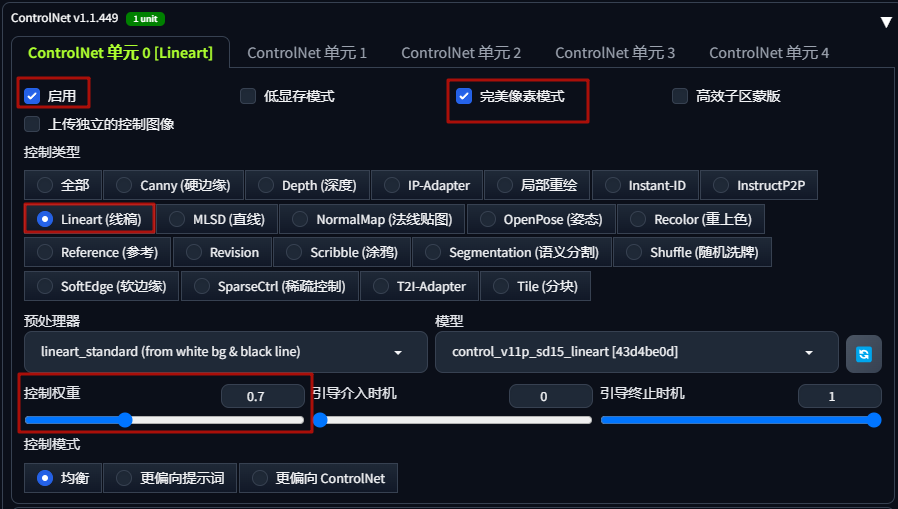 ControlNet v1.1.449 1 unit
ControlNet 单元 0 [Lineart] ControlNet 单元 1 ControlNet 单元 2 ControlNet 单元 3 ControlNet 单元 4
启用 低显存模式 完美像素模式 高效子区蒙版
上传独立的控制图像
控制类型
全部 Canny (硬边缘) Depth (深度) IP-Adapter 局部重绘 Instant-ID InstructP2P
Lineart (线稿) MLSD (直线) NormalMap (法线贴图) OpenPose (姿态) Recolor (重上色)
Reference (参考) Revision Scribble (涂鸦) Segmentation (语义分割) Shuffle (随机洗牌)
SoftEdge (软边缘) SparseCtrl (稀疏控制) T2I-Adapter Tile (分块)
预处理器 模型
lineart_standard (from white bg & black line) control_v11p_sd15_lineart [43d4be0d]
控制权重 0.7 引导介入时机 0 引导终止时机 1
控制模式
均衡 更偏向提示词 更偏向 ControlNet